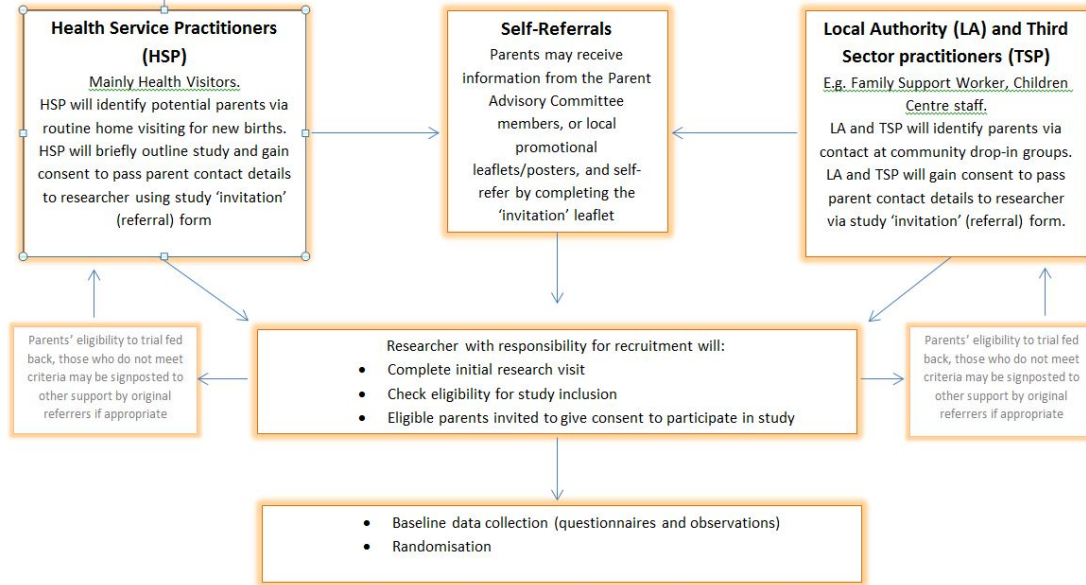 Health Service Practitioners
(HSP)
Mainly Health Visitors.
HSP will identify potential parents via
routine home visiting for new births.
HSP will briefly outline study and gain
consent to pass parent contact details
to researcher using study ‘invitation’
(referral) form
Self-Referrals
Parents may receive
information from the Parent
Advisory Committee
members, or local
promotional
leaflets/posters, and self-
refer by completing the
‘invitation’ leaflet
Local Authority (LA) and Third
Sector practitioners (TSP)
E.g. Family Support Worker, Children
Centre staff.
LA and TSP will identify parents via
contact at community drop-in groups.
LA and TSP will gain consent to pass
parent contact details to researcher
via study ‘invitation’ (referral) form.
Parents’ eligibility to trial fed
back, those who do not meet
criteria may be signposted to
other support by original
referrers if appropriate
Researcher with responsibility for recruitment will:
• Complete initial research visit
• Check eligibility for study inclusion
• Eligible parents invited to give consent to participate in study
Parents’ eligibility to trial fed
back, those who do not meet
criteria may be signposted to
other support by original
referrers if appropriate
• Baseline data collection (questionnaires and observations)
• Randomisation